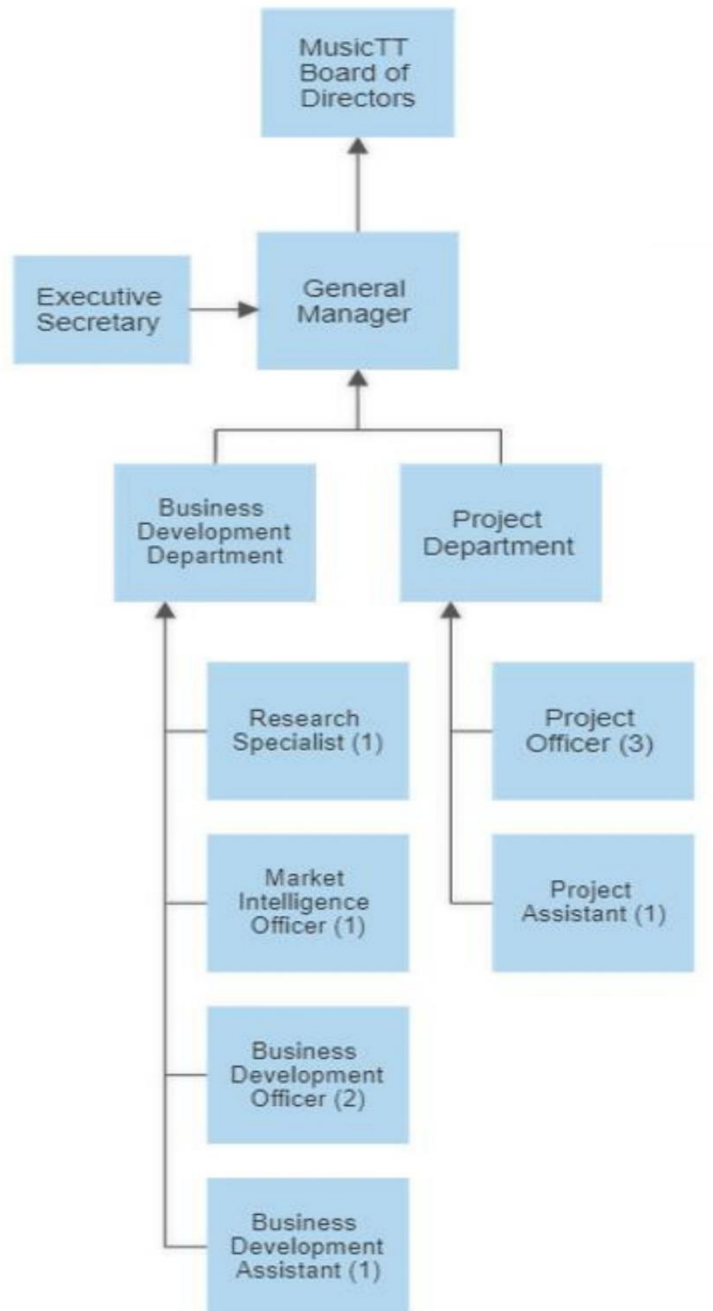 MusicTT
Board of
Directors
Executive
Secretary
General
Manager
Business
Development
Department
Project
Department
Research
Specialist (1)
Market
Intelligence
Officer (1)
Business
Development
Officer (2)
Business
Development
Assistant (1)
Project
Officer (3)
Project
Assistant (1)